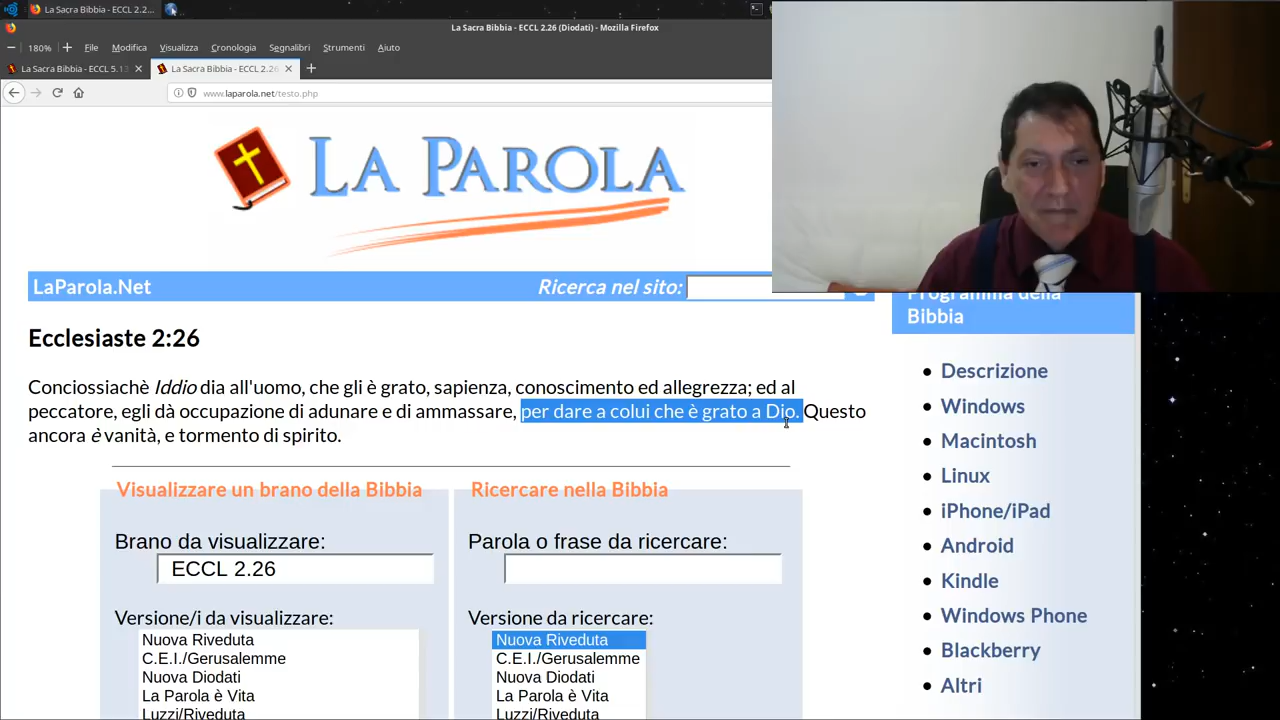 La Sacra Bibbia - ECCL 2.2...
La Sacra Bibbia - ECCL 2.26 (Diodati) - Mozilla Firefox
180% File Modifica Visualizza Cronologia Segnalibri Strumenti Aiuto
La Sacra Bibbia - ECCL 5.13
La Sacra Bibbia - ECCL 2.26
www.laparola.net/testo.php
LA PAROLA
LaParola.Net
Ricerca nel sito:
Ecclesiaste 2:26
Conciossiachè Iddio dia all'uomo, che gli è grato, sapienza, conoscimento ed allegrezza; ed al
peccatore, egli dà occupazione di adunare e di ammassare, per dare a colui che è grato a Dio. Questo
ancora è vanità, e tormento di spirito.
Visualizzare un brano della Bibbia
Brano da visualizzare:
ECCL 2.26
Versione/i da visualizzare:
Nuova Riveduta
C.E.I./Gerusalemme
Nuova Diodati
La Parola è Vita
Luzzi/Riveduta
Ricercare nella Bibbia
Parola o frase da ricercare:
Versione da ricercare:
Nuova Riveduta
C.E.I./Gerusalemme
Nuova Diodati
La Parola è Vita
Luzzi/Riveduta
Programma della
Bibbia
Descrizione
Windows
Macintosh
Linux
iPhone/iPad
Android
Kindle
Windows Phone
Blackberry
Altri